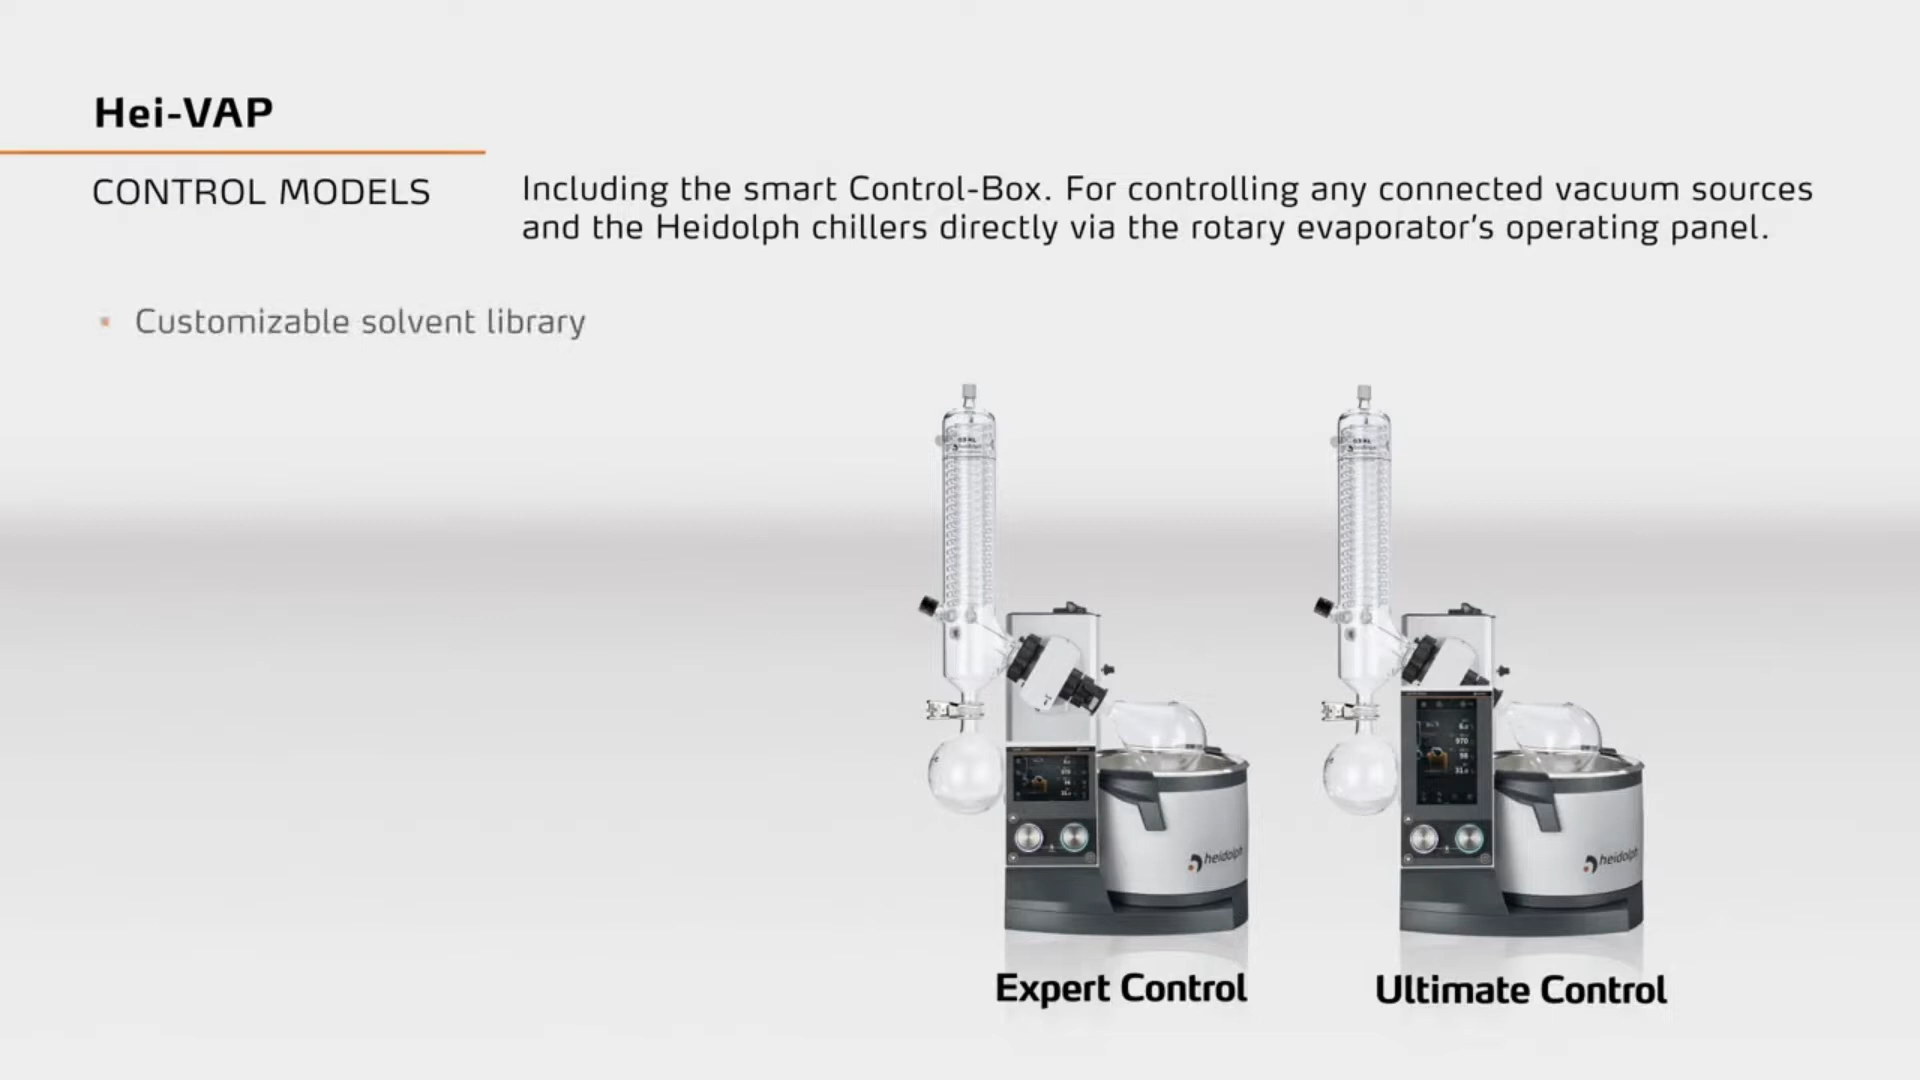 Hei-VAP
CONTROL MODELS
Including the smart Control-Box. For controlling any connected vacuum sources
and the Heidolph chillers directly via the rotary evaporator's operating panel.
Customizable solvent library
heidolph
heidolph
Expert Control
Ultimate Control